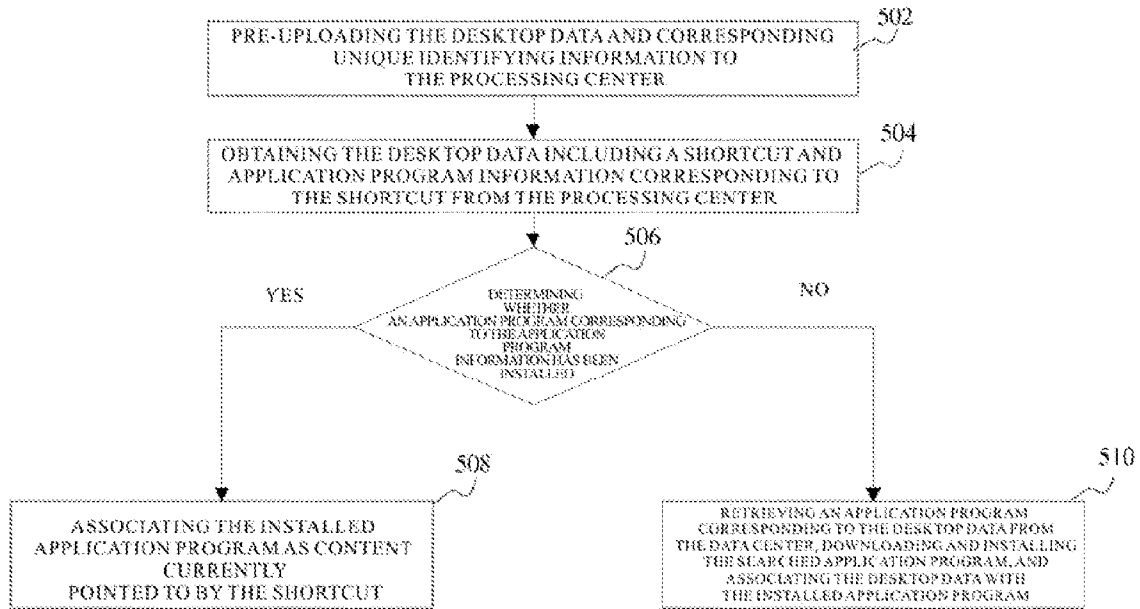 502
PRE-UPLOADING THE DESKTOP DATA AND CORRESPONDING
UNIQUE IDENTIFYING INFORMATION TO
THE PROCESSING CENTER
504
OBTAINING THE DESKTOP DATA INCLUDING A SHORTCUT AND
APPLICATION PROGRAM INFORMATION CORRESPONDING TO
THE SHORTCUT FROM THE PROCESSING CENTER
506
YES
NO
DETERMINING
WHETHER
AN APPLICATION PROGRAM CORRESPONDING
TO THE APPLICATION
PROGRAM
INFORMATION HAS BEEN
INSTALLED
508
ASSOCIATING THE INSTALLED
APPLICATION PROGRAM AS CONTENT
CURRENTLY
POINTED TO BY THE SHORTCUT
510
RETRIEVING AN APPLICATION PROGRAM
CORRESPONDING TO THE DESKTOP DATA FROM
THE DATA CENTER, DOWNLOADING AND INSTALLING
THE SEARCHED APPLICATION PROGRAM, AND
ASSOCIATING THE DESKTOP DATA WITH
THE INSTALLED APPLICATION PROGRAM